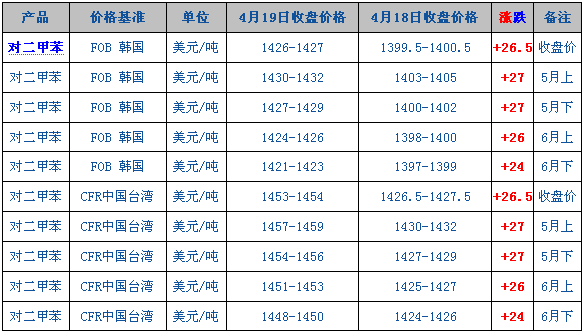 产品 价格基准 单位 4月19日收盘价格 4月18日收盘价格 涨跌 备注
对二甲苯 FOB 韩国 美元/吨 1426-1427 1399.5-1400.5 +26.5 收盘价
对二甲苯 FOB 韩国 美元/吨 1430-1432 1403-1405 +27 5月上
对二甲苯 FOB 韩国 美元/吨 1427-1429 1400-1402 +27 5月下
对二甲苯 FOB 韩国 美元/吨 1424-1426 1398-1400 +26 6月上
对二甲苯 FOB 韩国 美元/吨 1421-1423 1397-1399 +24 6月下
对二甲苯 CFR中国台湾 美元/吨 1453-1454 1426.5-1427.5 +26.5 收盘价
对二甲苯 CFR中国台湾 美元/吨 1457-1459 1430-1432 +27 5月上
对二甲苯 CFR中国台湾 美元/吨 1454-1456 1427-1429 +27 5月下
对二甲苯 CFR中国台湾 美元/吨 1451-1453 1425-1427 +26 6月上
对二甲苯 CFR中国台湾 美元/吨 1448-1450 1424-1426 +24 6月下